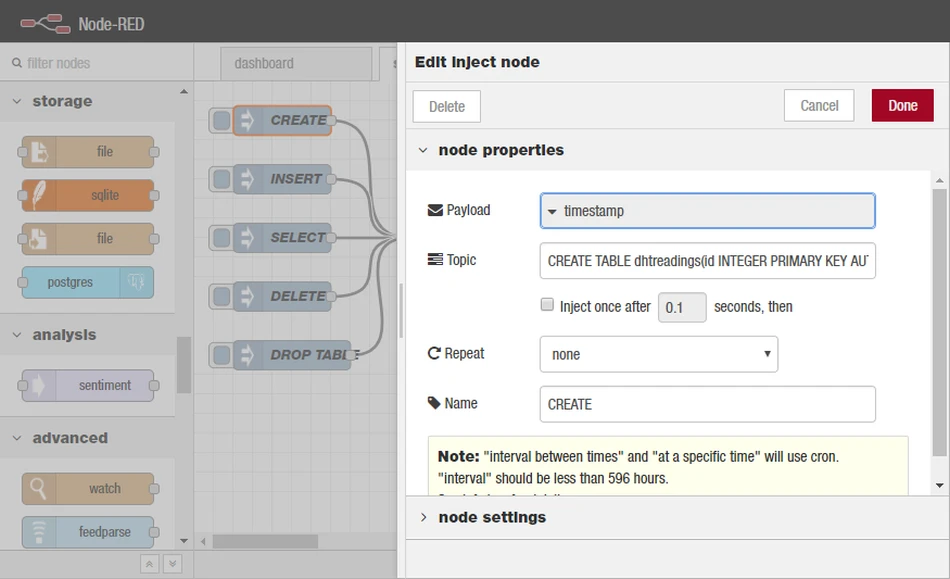 Node-RED
filter nodes
dashboard
storage
file
sqlite
file
postgres
analysis
sentiment
advanced
watch
feedparse
CREATE
INSERT
SELECT
DELETE
DROP TABLE
Edit inject node
Delete
Cancel
Done
node properties
Payload
timestamp
Topic
CREATE TABLE dhtreadings(id INTEGER PRIMARY KEY AUT
Inject once after 0.1 seconds, then
Repeat
none
Name
CREATE
Note: "interval between times" and "at a specific time" will use cron.
"interval" should be less than 596 hours.
node settings